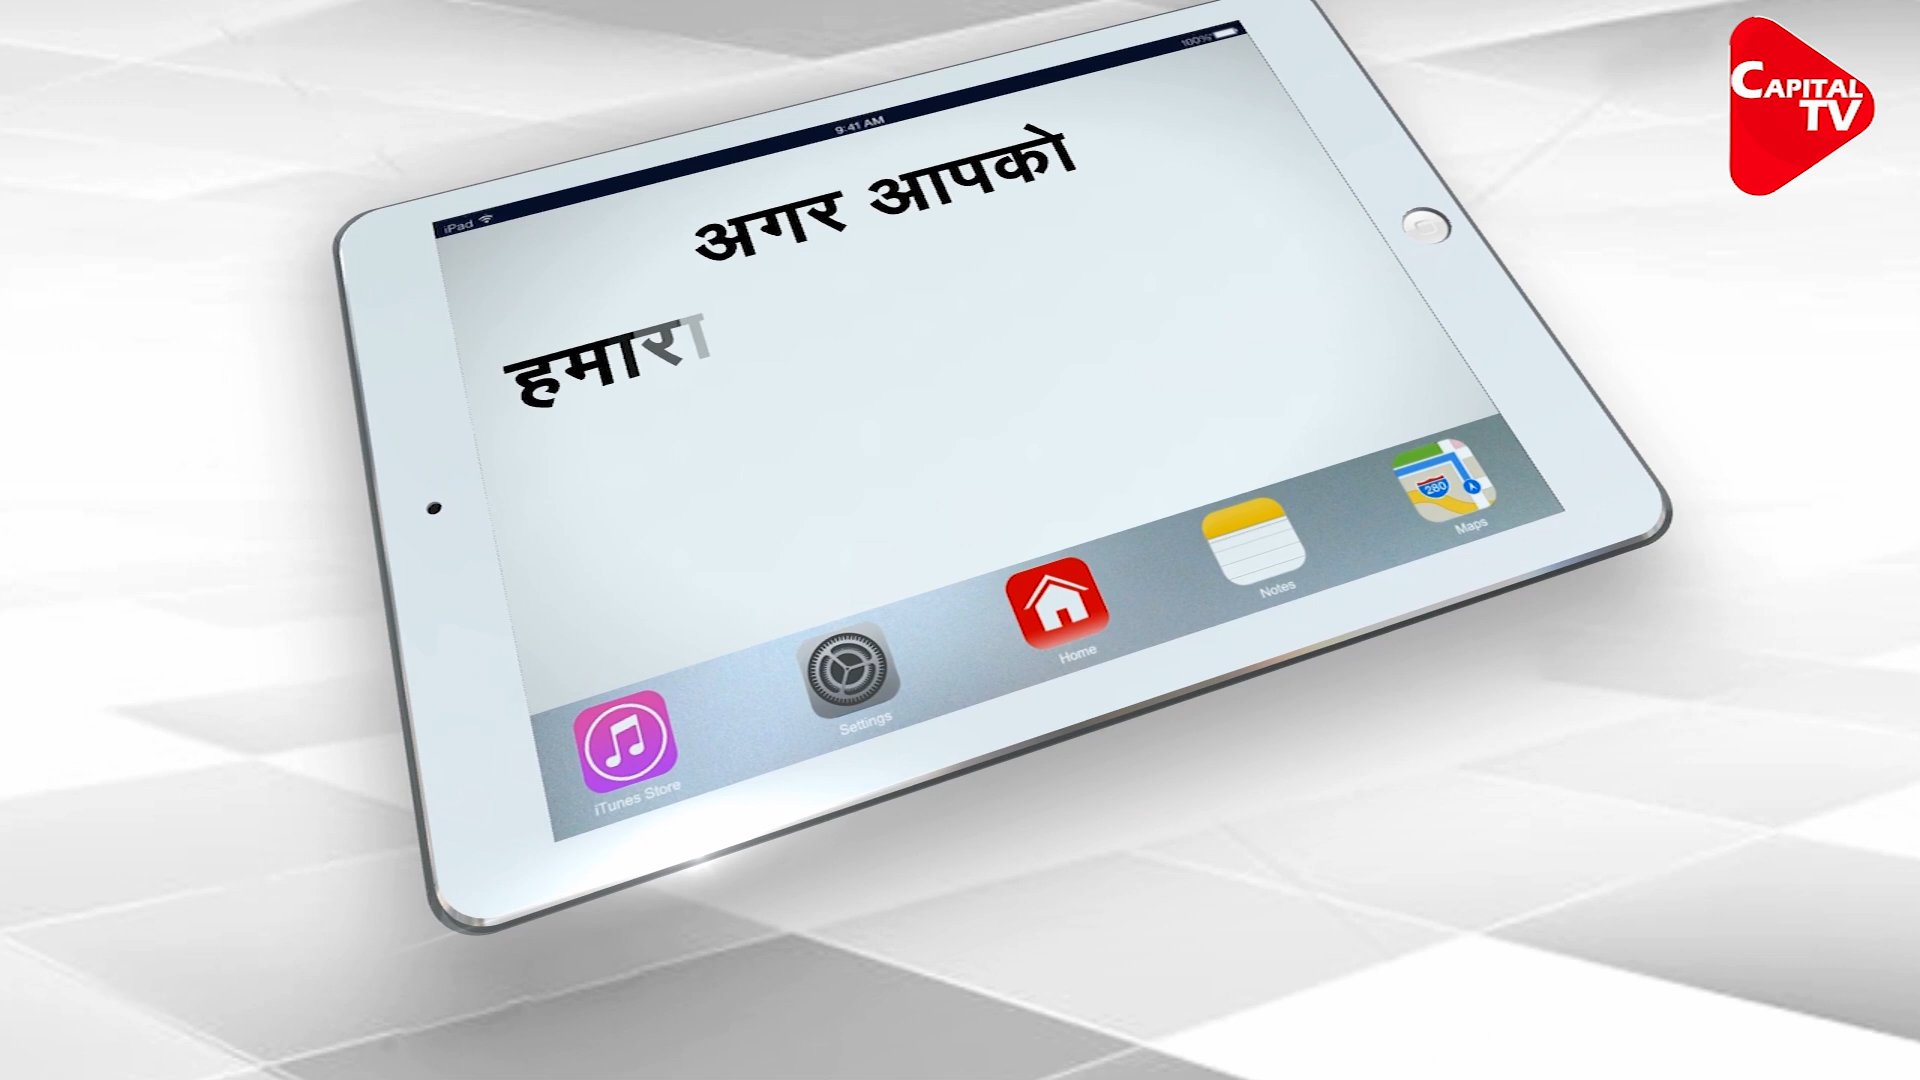 CAPITAL
TV
iPad
9:41 AM
100%
अगर आपको
हमारा
iTunes Store
Settings
Home
Notes
280
Maps